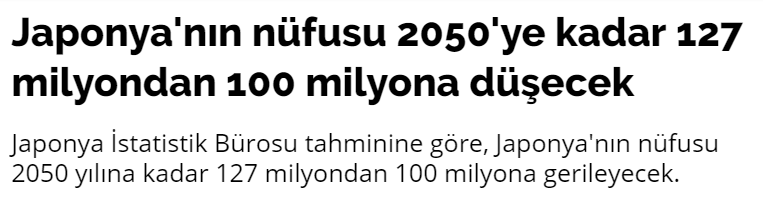 Japonya'nın nüfusu 2050'ye kadar 127
milyondan 100 milyona düşecek
Japonya İstatistik Bürosu tahminine göre, Japonya'nın nüfusu
2050 yılına kadar 127 milyondan 100 milyona gerileyecek.